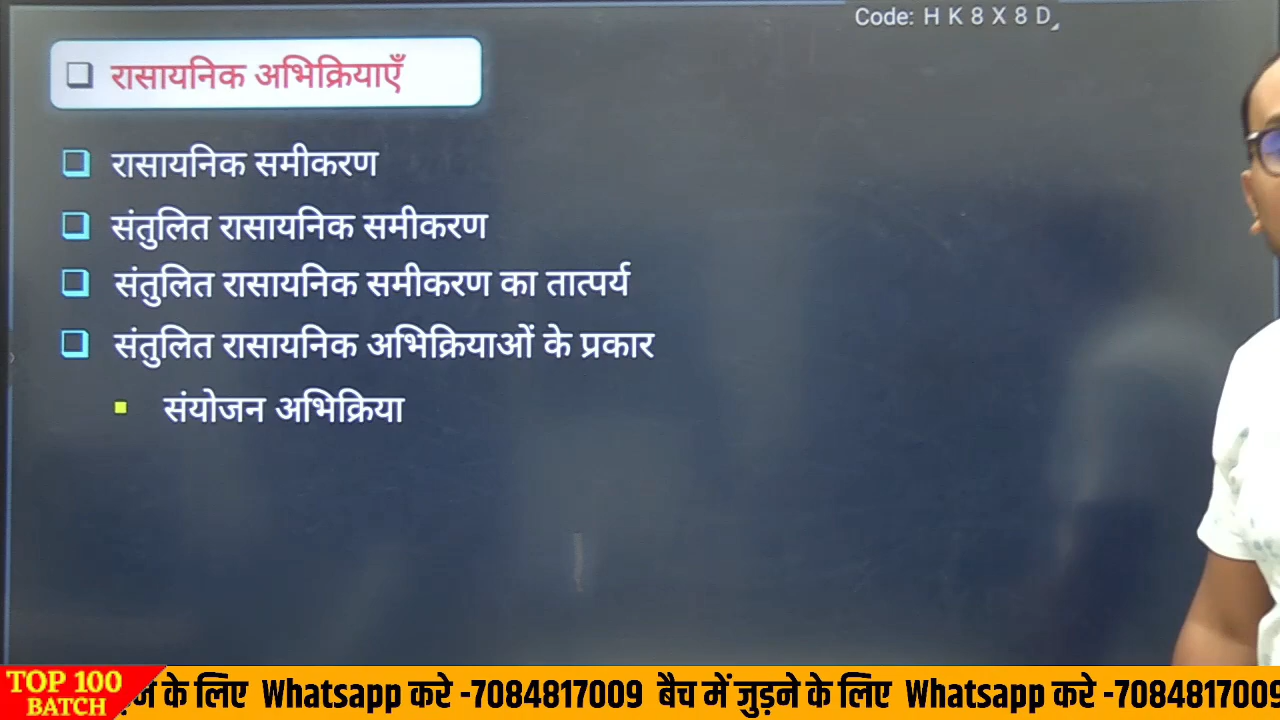 Code: H K 8 X 8 D
रासायनिक अभिक्रियाएँ
रासायनिक समीकरण
संतुलित रासायनिक समीकरण
संतुलित रासायनिक समीकरण का तात्पर्य
संतुलित रासायनिक अभिक्रियाओं के प्रकार
संयोजन अभिक्रिया
TOP 100
BATCH
के लिए Whatsapp करे -7084817009 बैच में जुड़ने के लिए Whatsapp करे -7084817009